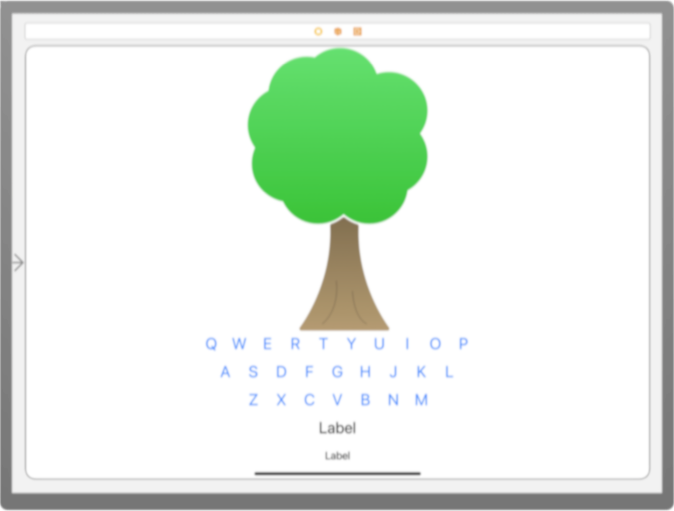 Q W E R T Y U I O P
A S D F G H J K L
Z X C V B N M
Label
Label